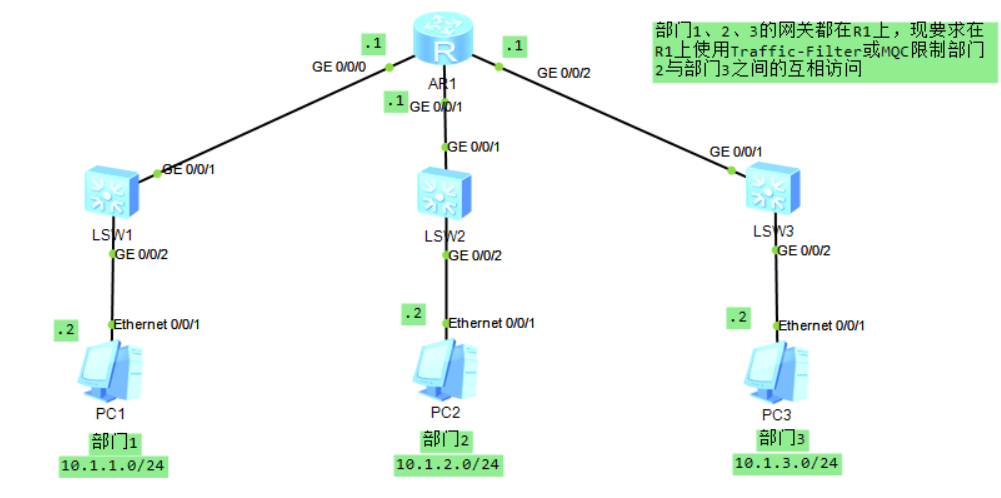 部门1、2、3的网关都在R1上，现要求在
R1上使用Traffic-Filter或MQC限制部门
2与部门3之间的互相访问
.1
R
.1
GE 0/0/0
GE 0/0/2
AR1
.1
GE 0/0/1
GE 0/0/1
GE 0/0/1
GE 0/0/1
LSW1
LSW2
LSW3
GE 0/0/2
GE 0/0/2
GE 0/0/2
.2
Ethernet 0/0/1
.2
Ethernet 0/0/1
.2
Ethernet 0/0/1
PC1
PC2
PC3
部门1
部门2
部门3
10.1.1.0/24
10.1.2.0/24
10.1.3.0/24